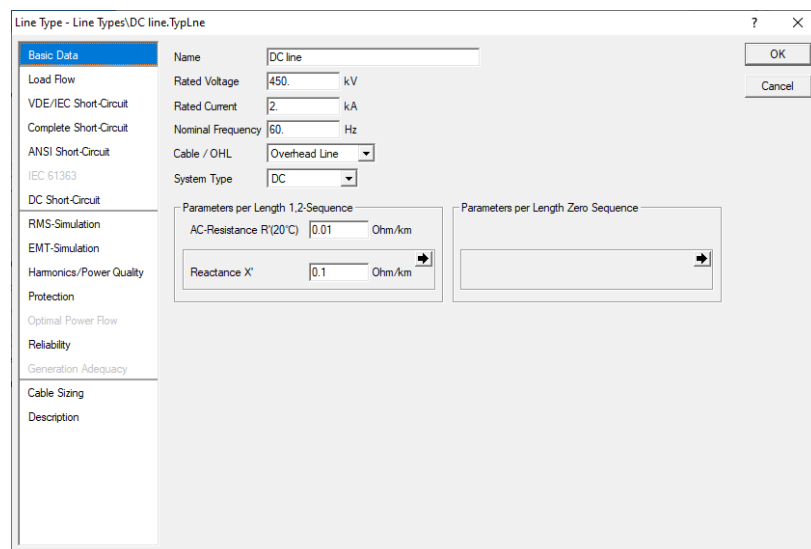 Line Type - Line Types\DC line.TypLne ? X
Basic Data
Load Flow
VDE/IEC Short-Circuit
Complete Short-Circuit
ANSI Short-Circuit
IEC 61363
DC Short-Circuit
RMS-Simulation
EMT-Simulation
Harmonics/Power Quality
Protection
Optimal Power Flow
Reliability
Generation Adequacy
Cable Sizing
Description
Name DC line
Rated Voltage 450. kV
Rated Current 2. kA
Nominal Frequency 60. Hz
Cable / OHL Overhead Line
System Type DC
Parameters per Length 1,2-Sequence
AC-Resistance R'(20°C) 0.01 Ohm/km
Reactance X' 0.1 Ohm/km
Parameters per Length Zero Sequence
OK
Cancel